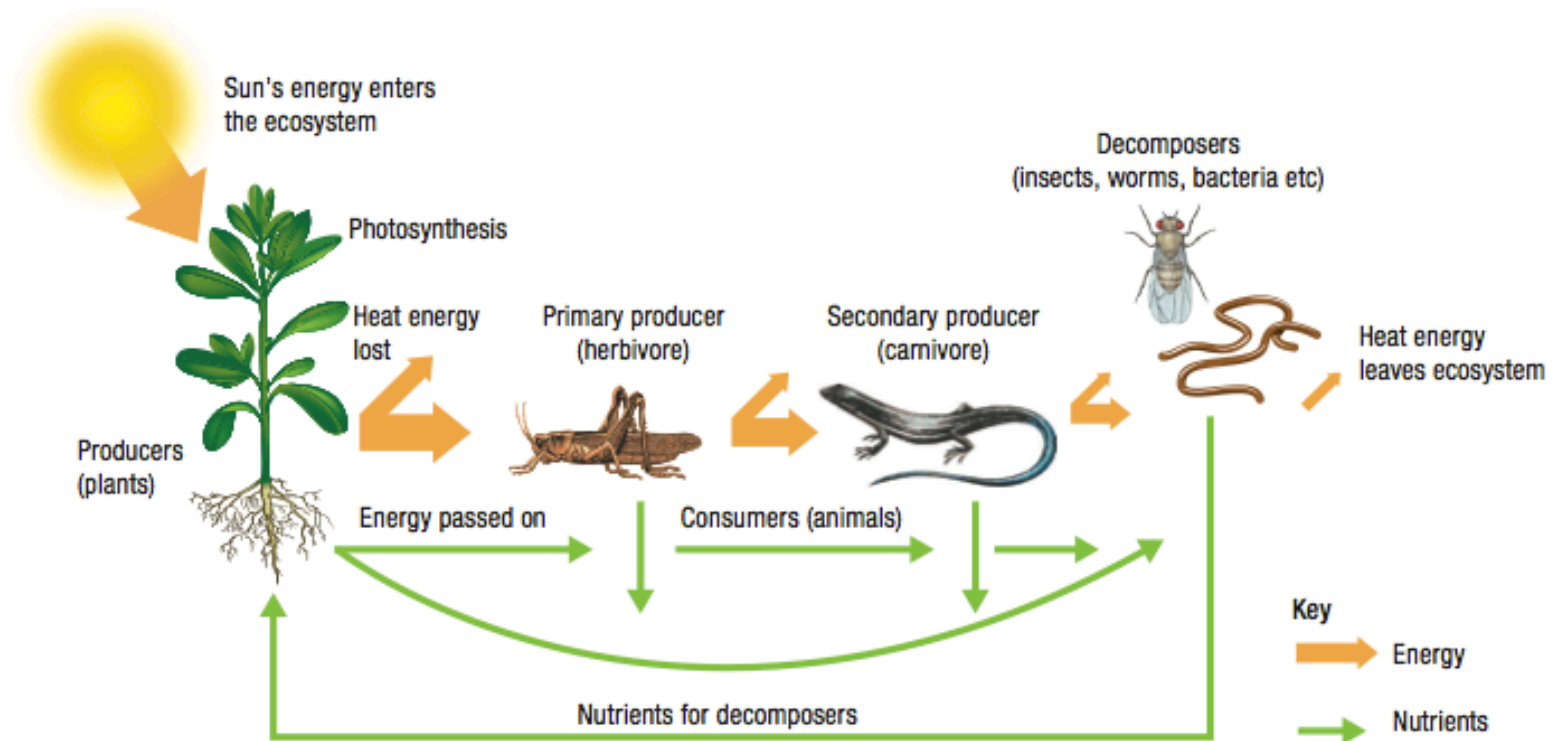 Sun's energy enters
the ecosystem
Decomposers
(insects, worms, bacteria etc)
Photosynthesis
Heat energy
lost
Primary producer
(herbivore)
Secondary producer
(carnivore)
Heat energy
leaves ecosystem
Producers
(plants)
Energy passed on
Consumers (animals)
Key
Energy
Nutrients for decomposers
Nutrients